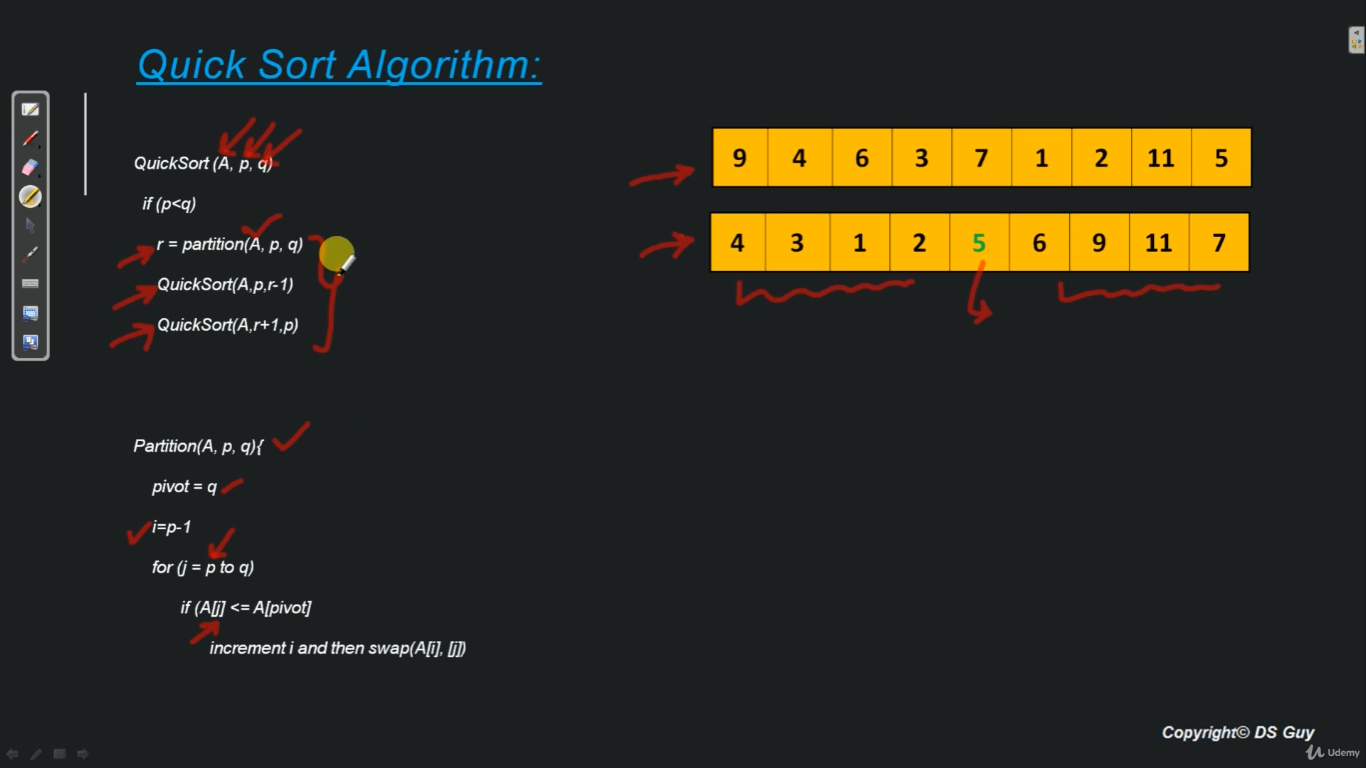 Quick Sort Algorithm:
QuickSort (A, p, q)
if (p<q)
r = partition(A, p, q)
QuickSort(A,p,r-1)
QuickSort(A,r+1,p)
Partition(A, p, q){
pivot = q
i=p-1
for (j = p to q)
if (A[j] <= A[pivot]
increment i and then swap(A[i], [j])
9 4 6 3 7 1 2 11 5
4 3 1 2 5 6 9 11 7
Copyright© DS Guy
Udemy